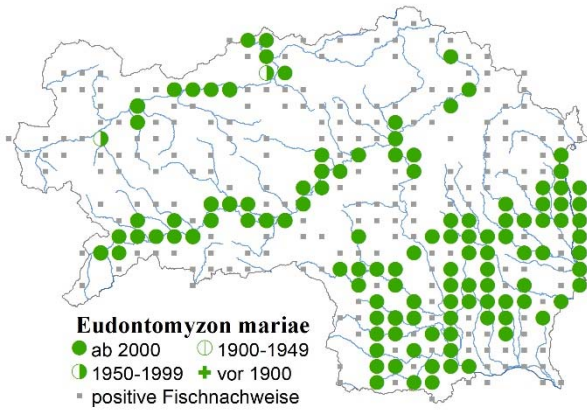 Eudontomyzon mariae
ab 2000 1900-1949
1950-1999 vor 1900
positive Fischnachweise